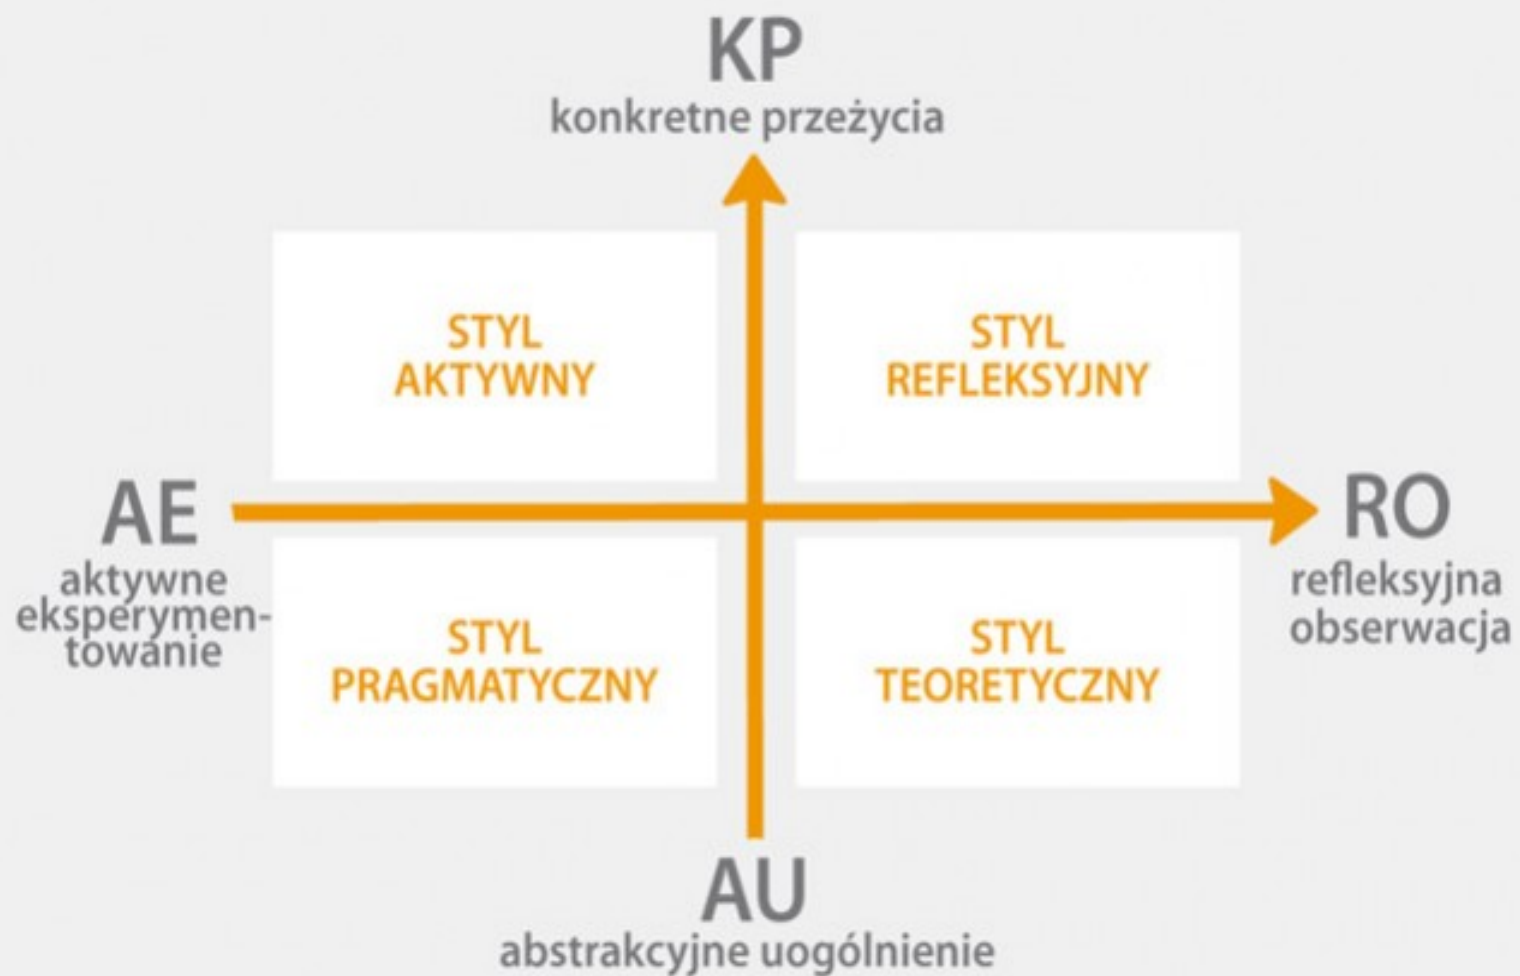 KP
konkretne przeżycia
STYL
AKTYWNY
STYL
REFLEKSYJNY
AE
aktywne
eksperymen-
towanie
RO
refleksyjna
obserwacja
STYL
PRAGMATYCZNY
STYL
TEORETYCZNY
AU
abstrakcyjne uogólnienie